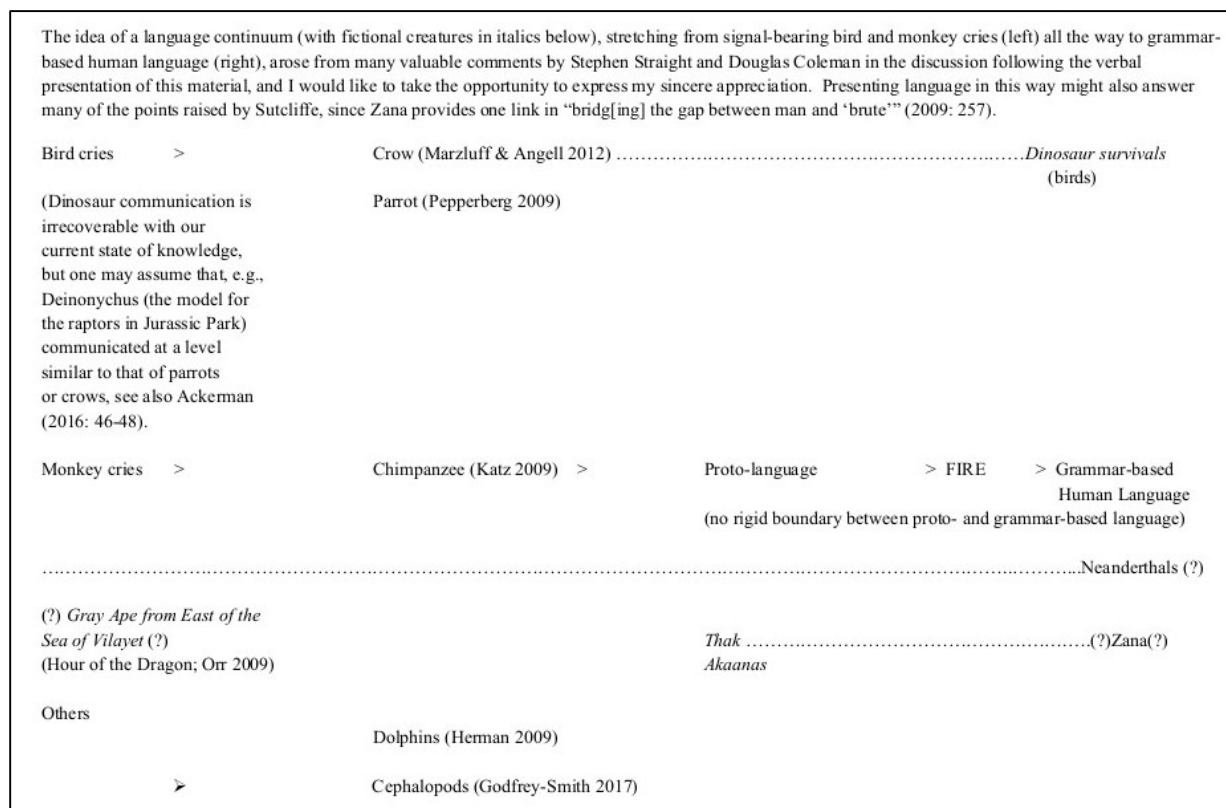 The idea of a language continuum (with fictional creatures in italics below), stretching from signal-bearing bird and monkey cries (left) all the way to grammar-
based human language (right), arose from many valuable comments by Stephen Straight and Douglas Coleman in the discussion following the verbal
presentation of this material, and I would like to take the opportunity to express my sincere appreciation. Presenting language in this way might also answer
many of the points raised by Sutcliffe, since Zana provides one link in “bridg[ing] the gap between man and ‘brute’” (2009: 257).
Bird cries > Crow (Marzluff & Angell 2012) ……………………………………………………………Dinosaur survivals
(birds)
(Dinosaur communication is Parrot (Pepperberg 2009)
irrecoverable with our
current state of knowledge,
but one may assume that, e.g.,
Deinonychus (the model for
the raptors in Jurassic Park)
communicated at a level
similar to that of parrots
or crows, see also Ackerman
(2016: 46-48).
Monkey cries > Chimpanzee (Katz 2009) > Proto-language > FIRE > Grammar-based
Human Language
(no rigid boundary between proto- and grammar-based language)
……………………………………………………………………………………………………………Neanderthals (?)
(?) Gray Ape from East of the
Sea of Vilayet (?) Thak ……………………………………………………(?)Zana(?)
(Hour of the Dragon; Orr 2009) Akaanas
Others
Dolphins (Herman 2009)
➢ Cephalopods (Godfrey-Smith 2017)